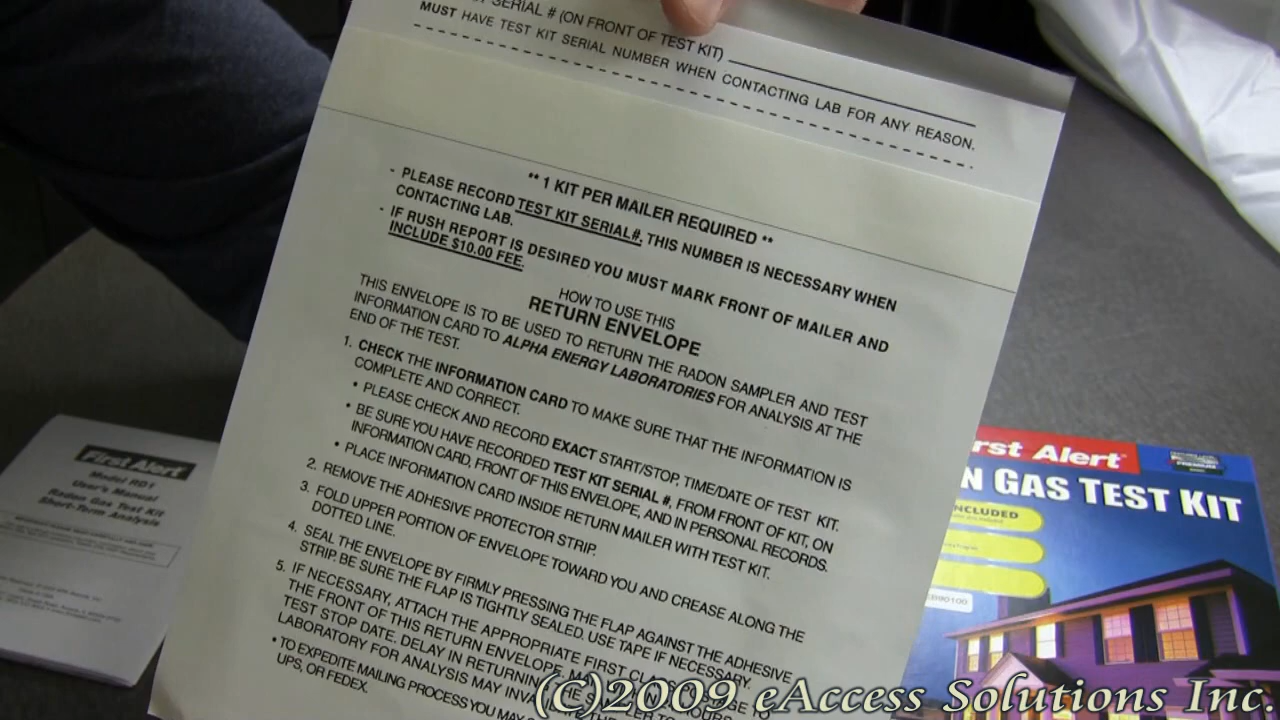 SERIAL # (ON FRONT OF TEST KIT)
MUST HAVE TEST KIT SERIAL NUMBER WHEN CONTACTING LAB FOR ANY REASON.
** 1 KIT PER MAILER REQUIRED **
- PLEASE RECORD TEST KIT SERIAL#. THIS NUMBER IS NECESSARY WHEN
CONTACTING LAB.
- IF RUSH REPORT IS DESIRED YOU MUST MARK FRONT OF MAILER AND
INCLUDE $10.00 FEE.
HOW TO USE THIS
RETURN ENVELOPE
THIS ENVELOPE IS TO BE USED TO RETURN THE RADON SAMPLER AND TEST
INFORMATION CARD TO ALPHA ENERGY LABORATORIES FOR ANALYSIS AT THE
END OF THE TEST.
1. CHECK THE INFORMATION CARD TO MAKE SURE THAT THE INFORMATION IS
COMPLETE AND CORRECT.
• PLEASE CHECK AND RECORD EXACT START/STOP, TIME/DATE OF TEST KIT.
• BE SURE YOU HAVE RECORDED TEST KIT SERIAL #, FROM FRONT OF KIT, ON
INFORMATION CARD, FRONT OF THIS ENVELOPE, AND IN PERSONAL RECORDS.
• PLACE INFORMATION CARD INSIDE RETURN MAILER WITH TEST KIT.
2. REMOVE THE ADHESIVE PROTECTOR STRIP.
3. FOLD UPPER PORTION OF ENVELOPE TOWARD YOU AND CREASE ALONG THE
DOTTED LINE.
4. SEAL THE ENVELOPE BY FIRMLY PRESSING THE FLAP AGAINST THE ADHESIVE
STRIP. BE SURE THE FLAP IS TIGHTLY SEALED. USE TAPE IF NECESSARY.
5. IF NECESSARY, ATTACH THE APPROPRIATE FIRST
THE FRONT OF THIS RETURN ENVELOPE.
TEST STOP DATE. DELAY IN RETURNING
LABORATORY FOR ANALYSIS MAY
• TO EXPEDITE MAILING PROCESS YOU MAY
UPS, OR FEDEX.
First Alert
Model RD1
User's Manual
Radon Gas Test Kit
Short-Term Analysis
rst Alert
N GAS TEST KIT
NCLUDED
PREMIUM
(C)2009 eAccess Solutions Inc.